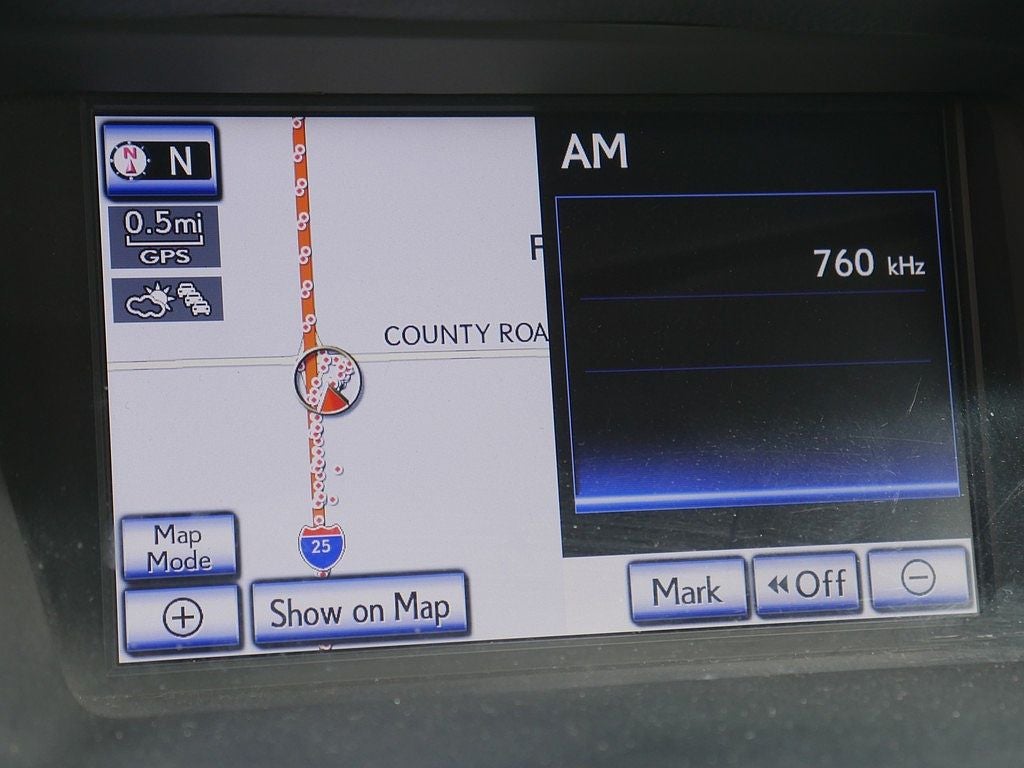 N
N
0.5mi
GPS
AM
760 kHz
F
COUNTY ROA
25
Map
Mode
Show on Map
Mark
Off